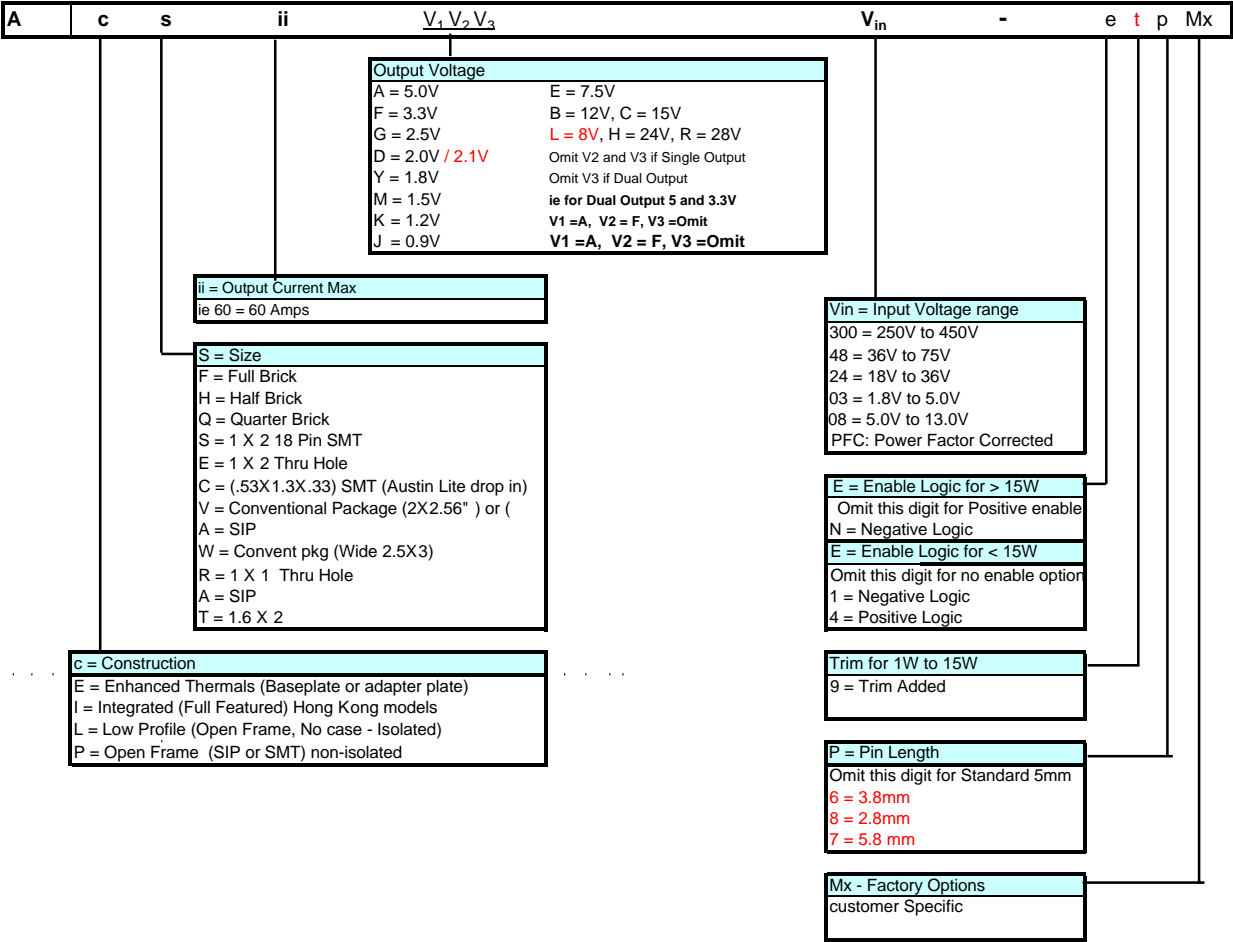 A c s ii V1 V2 V3 Vin - e t p Mx
Output Voltage
A = 5.0V E = 7.5V
F = 3.3V B = 12V, C = 15V
G = 2.5V L = 8V, H = 24V, R = 28V
D = 2.0V / 2.1V Omit V2 and V3 if Single Output
Y = 1.8V Omit V3 if Dual Output
M = 1.5V ie for Dual Output 5 and 3.3V
K = 1.2V V1 =A, V2 = F, V3 =Omit
J = 0.9V V1 =A, V2 = F, V3 =Omit
ii = Output Current Max
ie 60 = 60 Amps
S = Size
F = Full Brick
H = Half Brick
Q = Quarter Brick
S = 1 X 2 18 Pin SMT
E = 1 X 2 Thru Hole
C = (.53X1.3X.33) SMT (Austin Lite drop in)
V = Conventional Package (2X2.56" ) or (
A = SIP
W = Convent pkg (Wide 2.5X3)
R = 1 X 1 Thru Hole
A = SIP
T = 1.6 X 2
c = Construction
E = Enhanced Thermals (Baseplate or adapter plate)
I = Integrated (Full Featured) Hong Kong models
L = Low Profile (Open Frame, No case - Isolated)
P = Open Frame (SIP or SMT) non-isolated
Vin = Input Voltage range
300 = 250V to 450V
48 = 36V to 75V
24 = 18V to 36V
03 = 1.8V to 5.0V
08 = 5.0V to 13.0V
PFC: Power Factor Corrected
E = Enable Logic for > 15W
Omit this digit for Positive enable
N = Negative Logic
E = Enable Logic for < 15W
Omit this digit for no enable option
1 = Negative Logic
4 = Positive Logic
Trim for 1W to 15W
9 = Trim Added
P = Pin Length
Omit this digit for Standard 5mm
6 = 3.8mm
8 = 2.8mm
7 = 5.8 mm
Mx - Factory Options
customer Specific